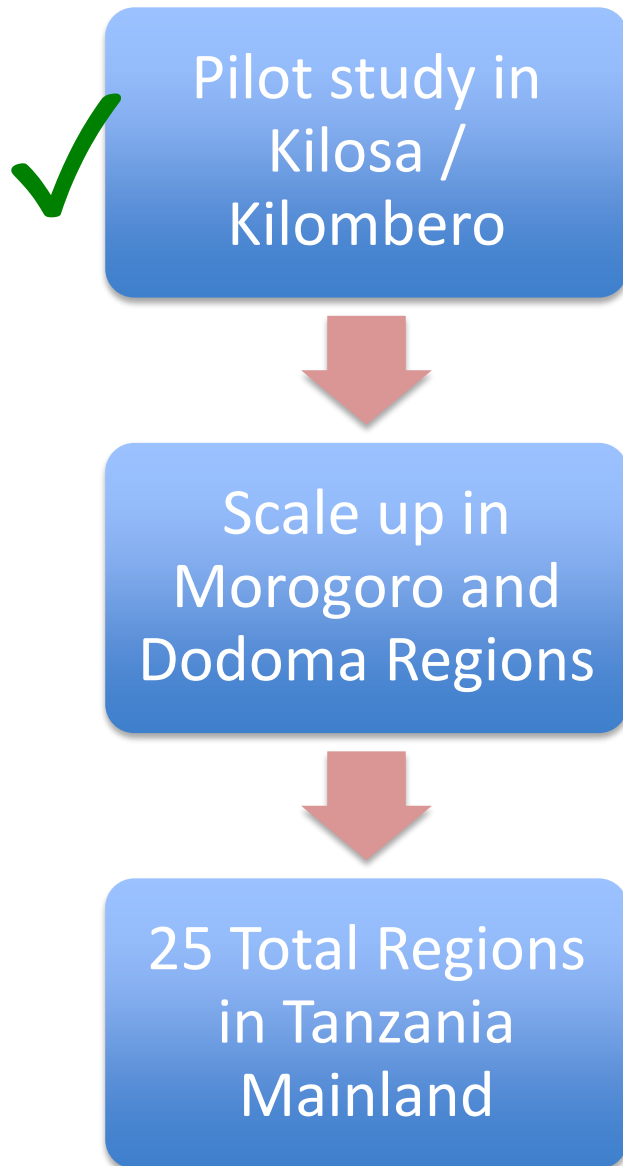 Pilot study in
Kilosa /
Kilombero
Scale up in
Morogoro and
Dodoma Regions
25 Total Regions
in Tanzania
Mainland